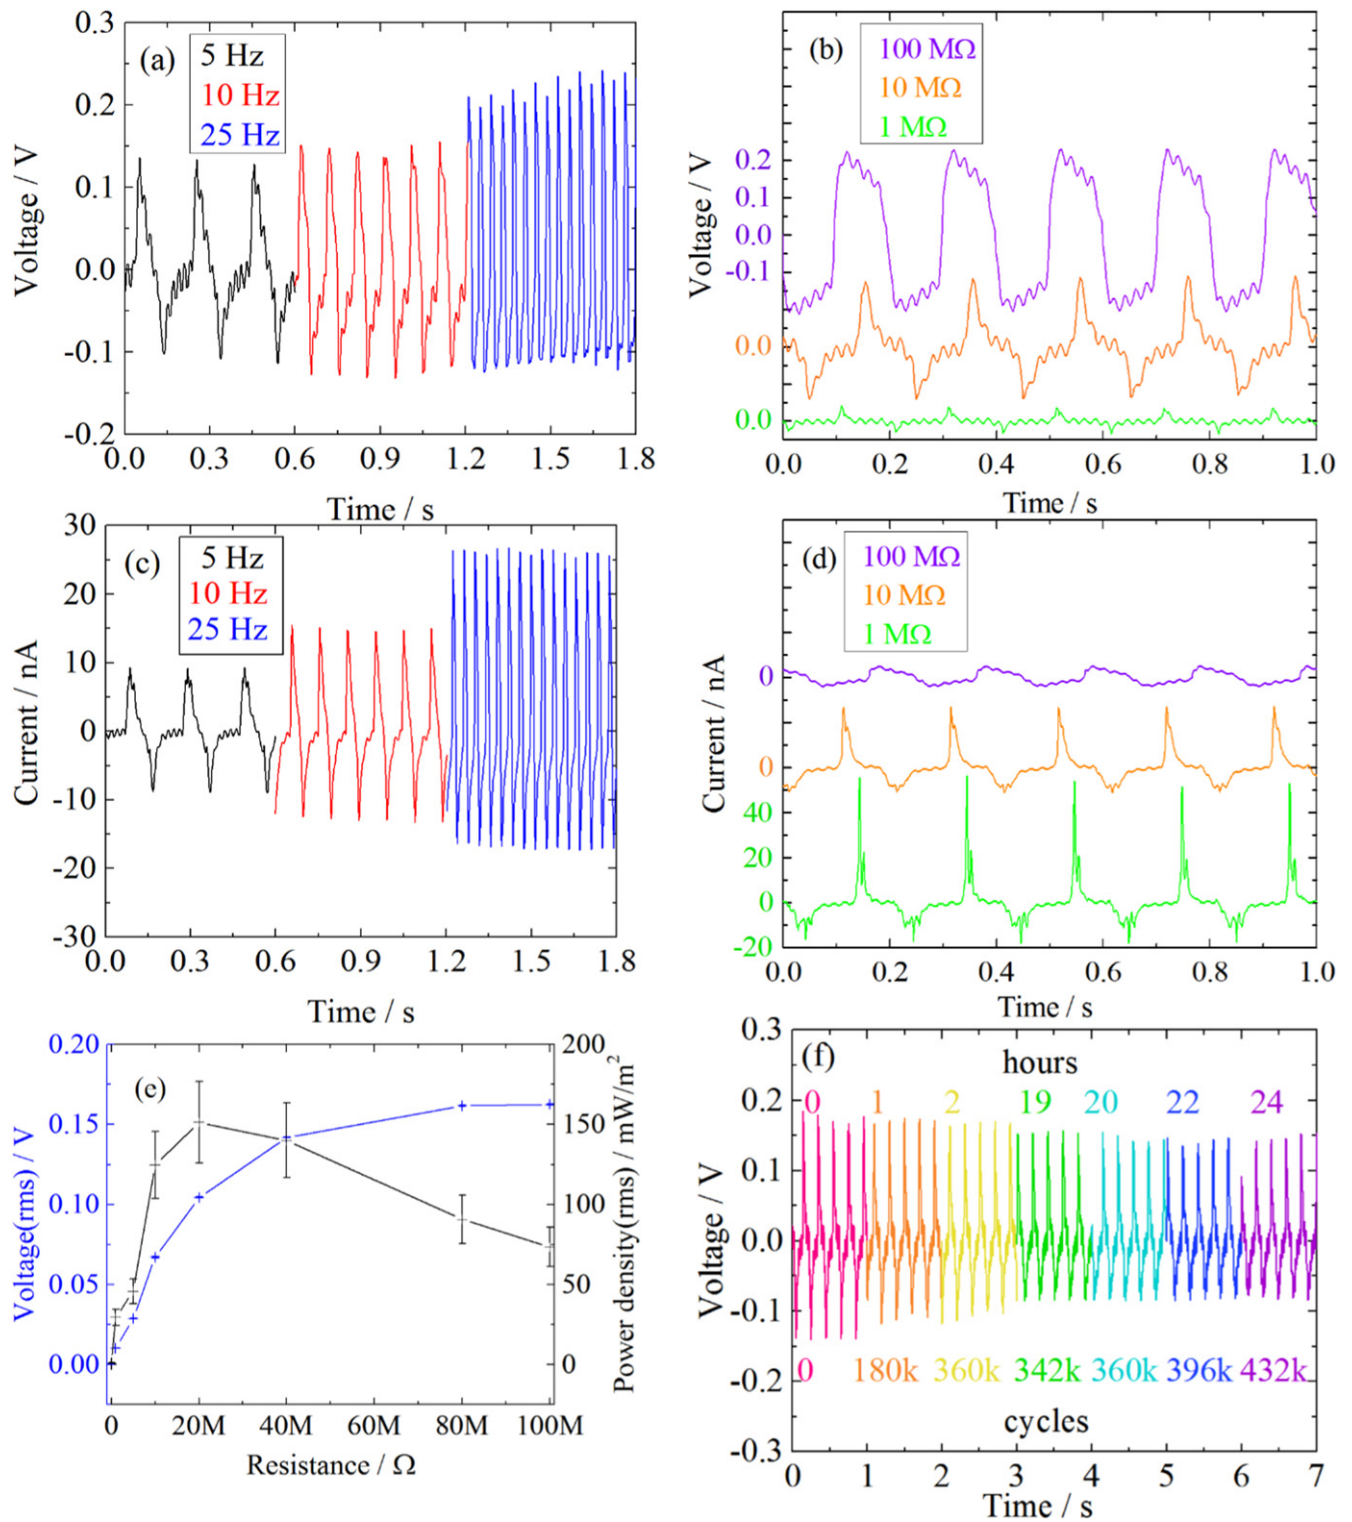 (a)
5 Hz
10 Hz
25 Hz
0.3
0.2
0.1
0.0
-0.1
-0.2
Voltage / V
0.0 0.3 0.6 0.9 1.2 1.5 1.8
Time / s
(b)
100 MΩ
10 MΩ
1 MΩ
0.2
0.1
0.0
-0.1
0.0
0.0
Voltage / V
0.0 0.2 0.4 0.6 0.8 1.0
Time / s
(c)
5 Hz
10 Hz
25 Hz
30
20
10
0
-10
-20
-30
Current / nA
0.0 0.3 0.6 0.9 1.2 1.5 1.8
Time / s
(d)
100 MΩ
10 MΩ
1 MΩ
0
0
40
20
0
-20
Current / nA
0.0 0.2 0.4 0.6 0.8 1.0
Time / s
(e)
0.20
0.15
0.10
0.05
0.00
Voltage(rms) / V
200
150
100
50
0
Power density(rms) / mW/m²
0 20M 40M 60M 80M 100M
Resistance / Ω
(f)
hours
0 1 2 19 20 22 24
0.3
0.2
0.1
0.0
-0.1
-0.2
-0.3
Voltage / V
0 180k 360k 342k 360k 396k 432k
cycles
0 1 2 3 4 5 6 7
Time / s